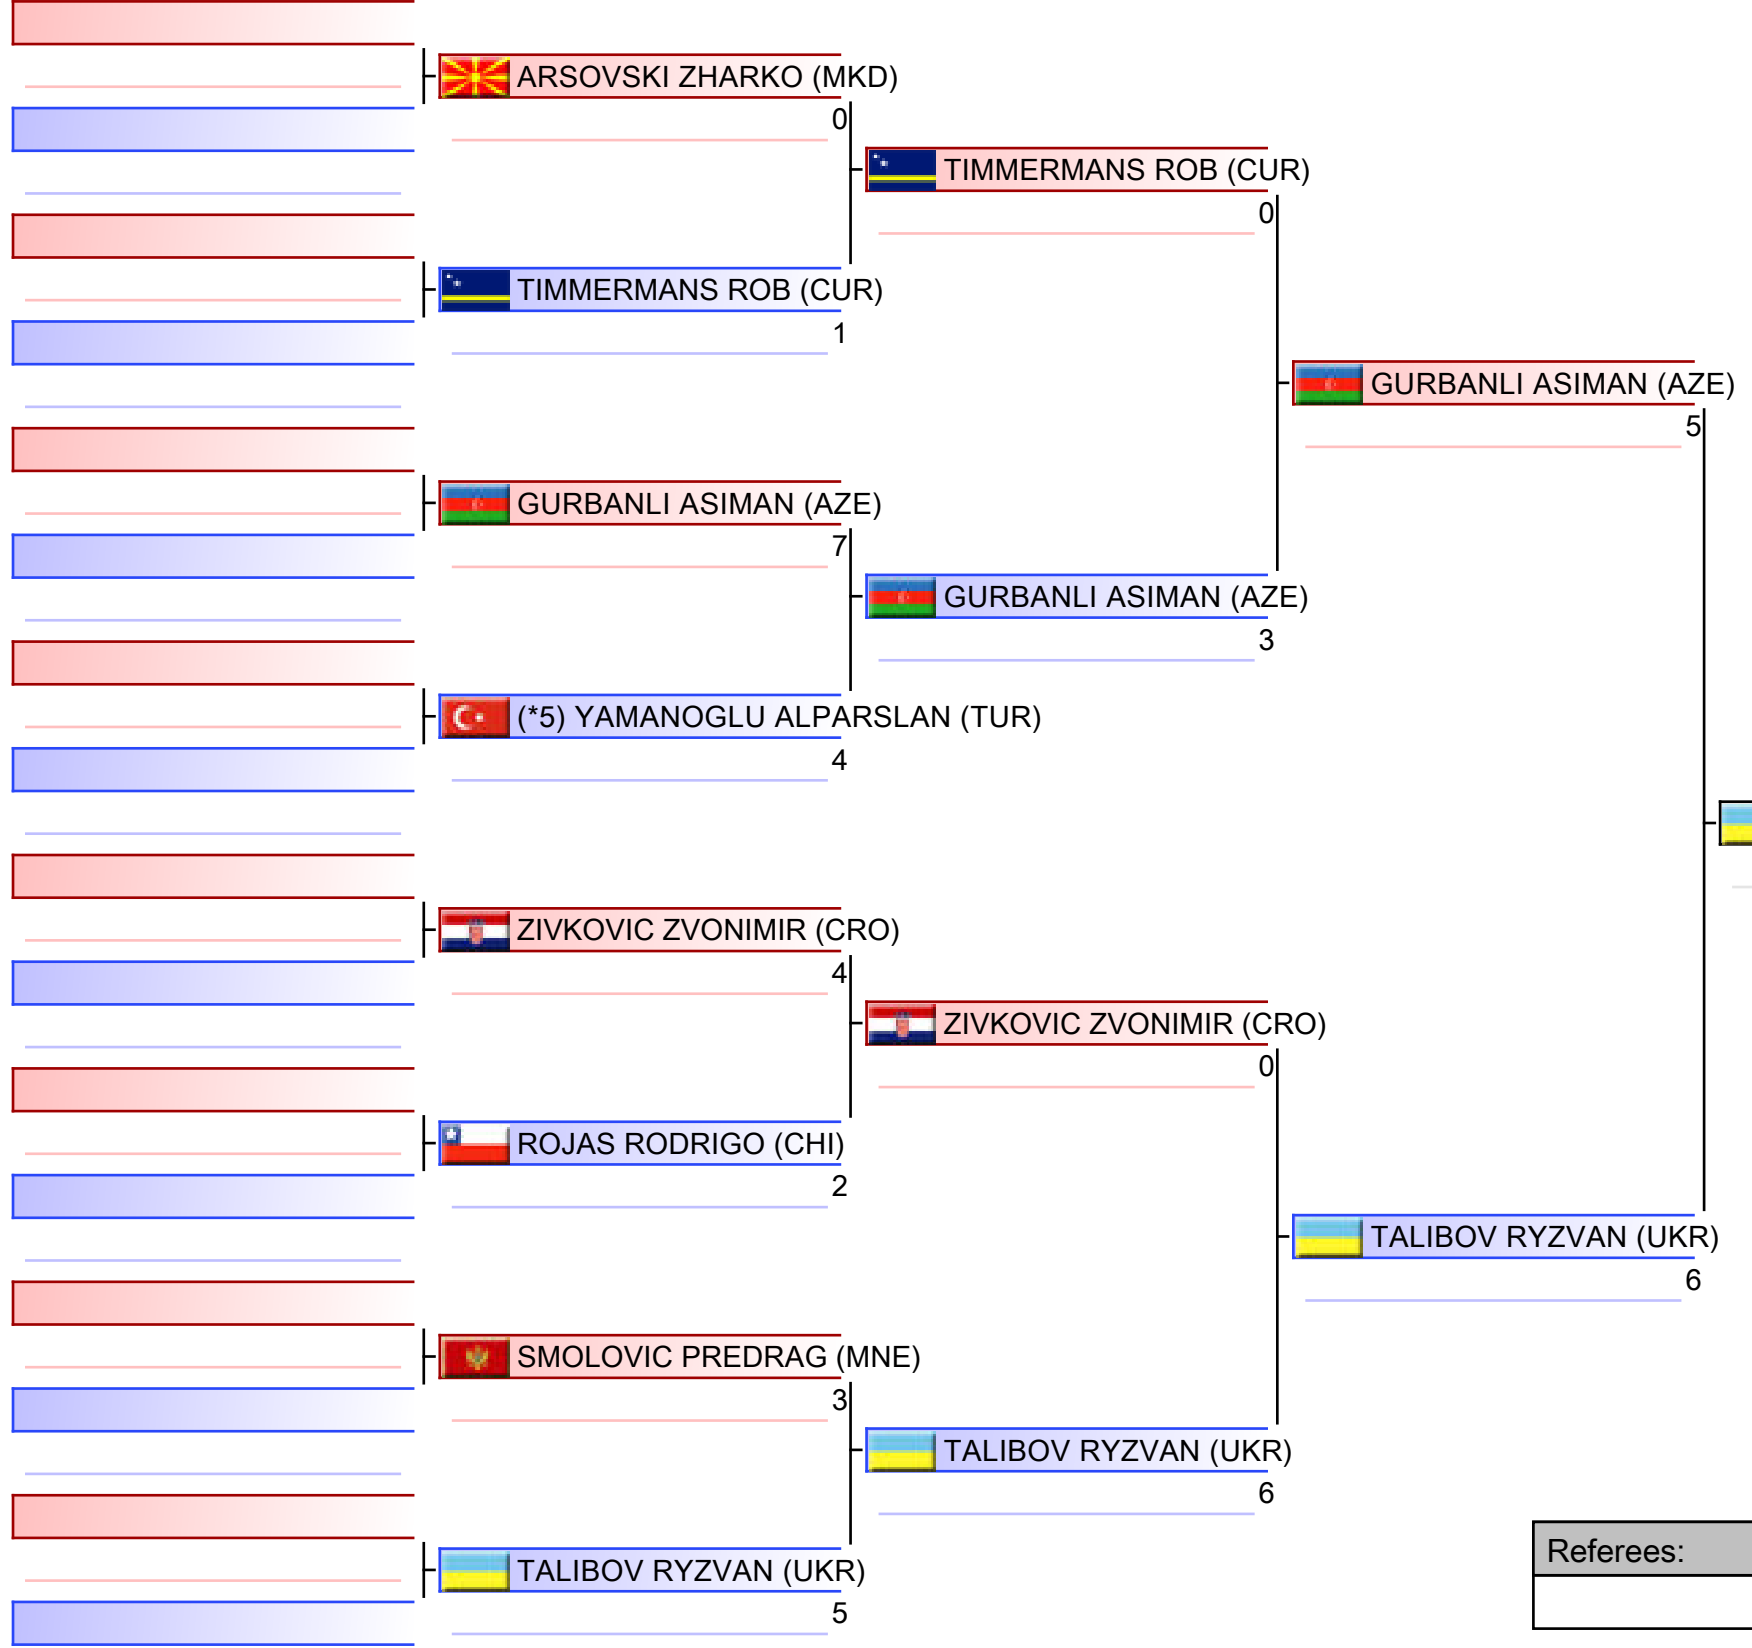 ARSOVSKI ZHARKO (MKD)
0
TIMMERMANS ROB (CUR)
0
TIMMERMANS ROB (CUR)
1
GURBANLI ASIMAN (AZE)
5
GURBANLI ASIMAN (AZE)
7
GURBANLI ASIMAN (AZE)
3
(*5) YAMANOGLU ALPARSLAN (TUR)
4
ZIVKOVIC ZVONIMIR (CRO)
4
ZIVKOVIC ZVONIMIR (CRO)
0
ROJAS RODRIGO (CHI)
2
TALIBOV RYZVAN (UKR)
6
SMOLOVIC PREDRAG (MNE)
3
TALIBOV RYZVAN (UKR)
6
Referees:
TALIBOV RYZVAN (UKR)
5